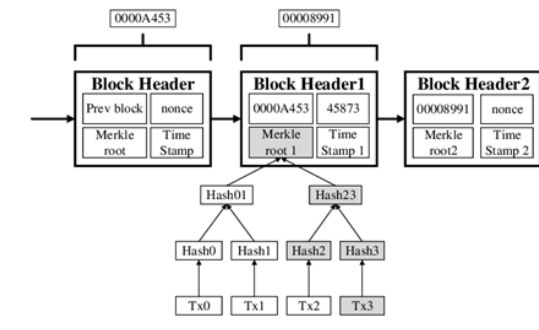 0000A453
00008991
Block Header
Block Header1
Block Header2
Prev block
nonce
0000A453
45873
00008991
nonce
Merkle
root
Time
Stamp
Merkle
root 1
Time
Stamp 1
Merkle
root2
Time
Stamp 2
Hash01
Hash23
Hash0
Hash1
Hash2
Hash3
Tx0
Tx1
Tx2
Tx3